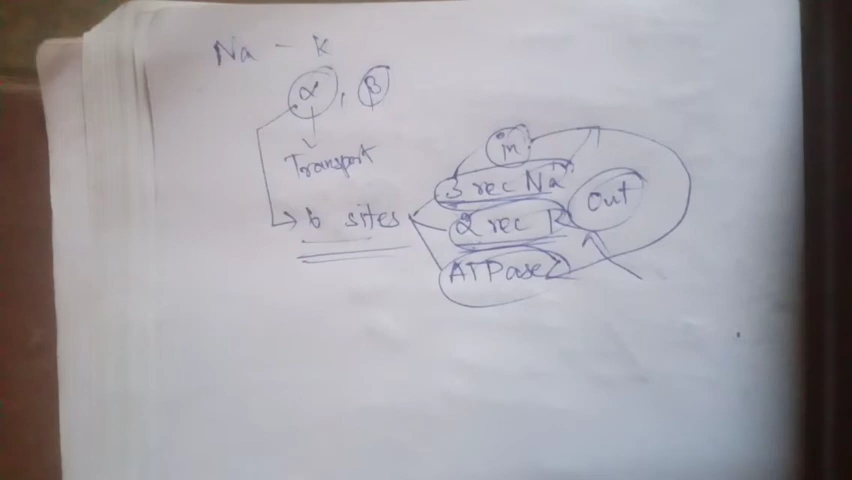 Na - K
α, β
Transport
6 sites
in
3 rec Na
2 rec K
out
ATPase